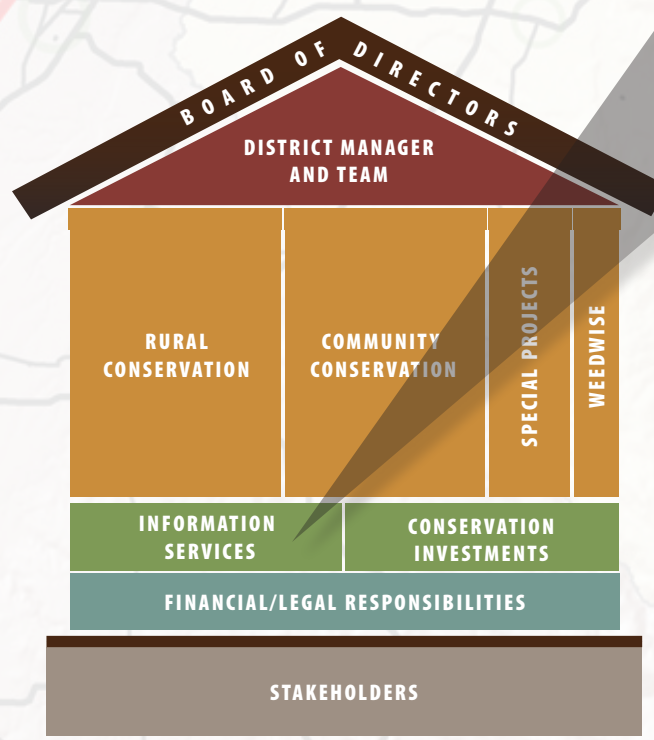 BOARD OF DIRECTORS
DISTRICT MANAGER
AND TEAM
RURAL
CONSERVATION
COMMUNITY
CONSERVATION
SPECIAL PROJECTS
WEEDWISE
INFORMATION
SERVICES
CONSERVATION
INVESTMENTS
FINANCIAL/LEGAL RESPONSIBILITIES
STAKEHOLDERS